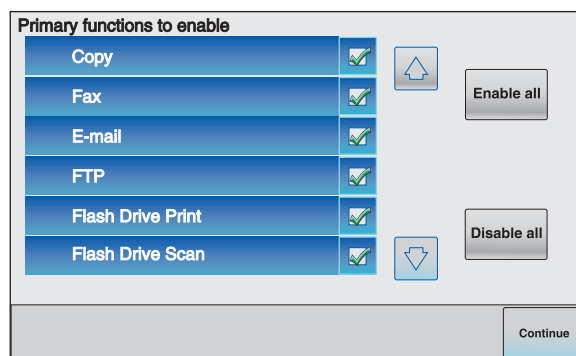 Primary functions to enable
Copy
Fax
E-mail
FTP
Flash Drive Print
Flash Drive Scan
Enable all
Disable all
Continue